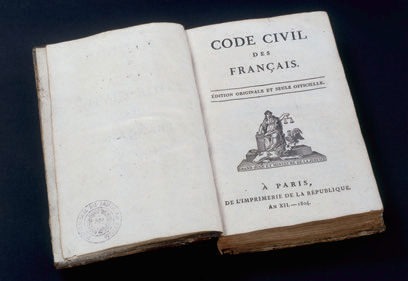 CODE CIVIL
DES
FRANÇAIS.
ÉDITION ORIGINALE ET SEULE OFFICIELLE.
À PARIS,
DE L'IMPRIMERIE DE LA RÉPUBLIQUE.
AN XII. — 1804.